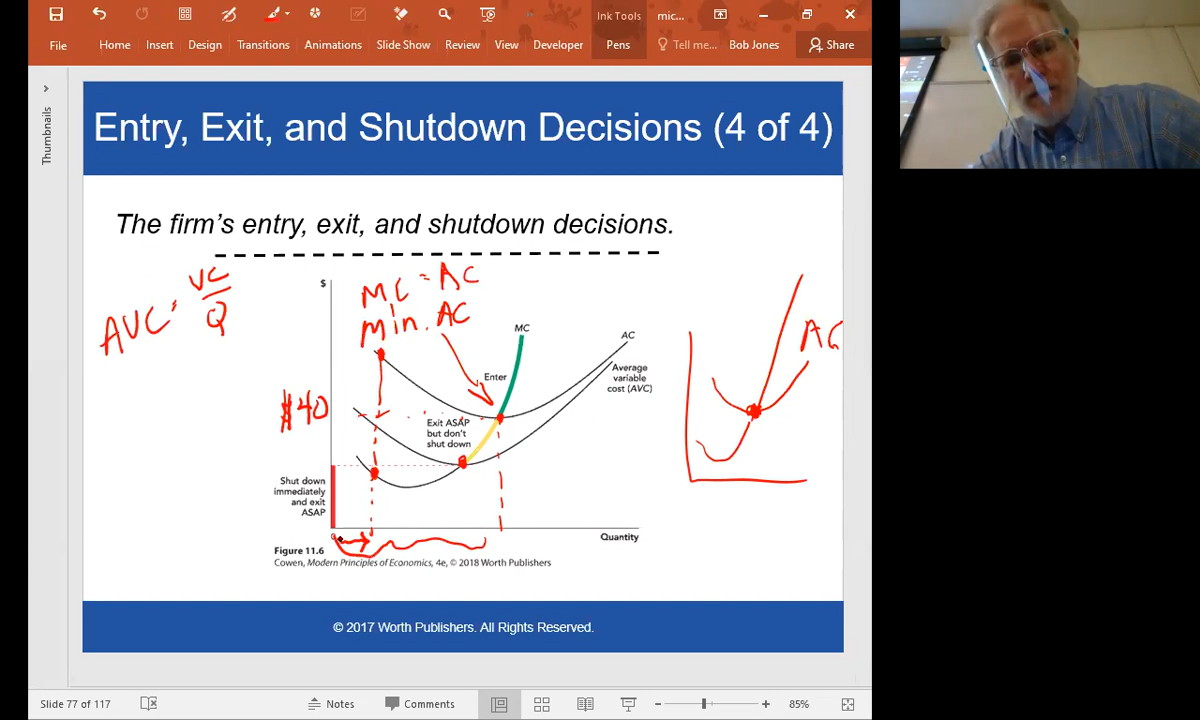 Ink Tools
mic...
File
Home
Insert
Design
Transitions
Animations
Slide Show
Review
View
Developer
Pens
Tell me...
Bob Jones
Share
Thumbnails
Entry, Exit, and Shutdown Decisions (4 of 4)
The firm's entry, exit, and shutdown decisions.
AVC = VC
Q
$
MC = AC
min. AC
MC
AC
Enter
Average
variable
cost (AVC)
$40
Exit ASAP
but don't
shut down
Shut down
immediately
and exit
ASAP
0
Quantity
AC
Figure 11.6
Cowen, Modern Principles of Economics, 4e, © 2018 Worth Publishers
© 2017 Worth Publishers. All Rights Reserved.
Slide 77 of 117
Notes
Comments
85%